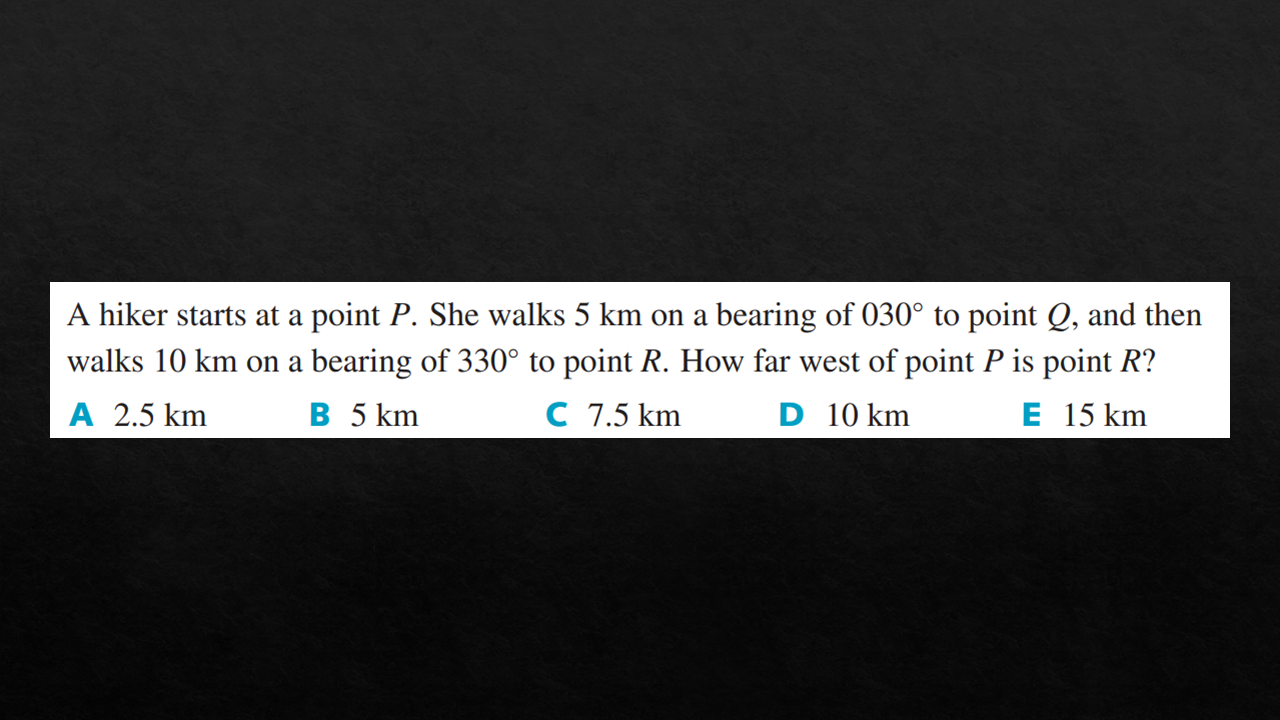 A hiker starts at a point P. She walks 5 km on a bearing of 030° to point Q, and then
walks 10 km on a bearing of 330° to point R. How far west of point P is point R?
A 2.5 km B 5 km C 7.5 km D 10 km E 15 km